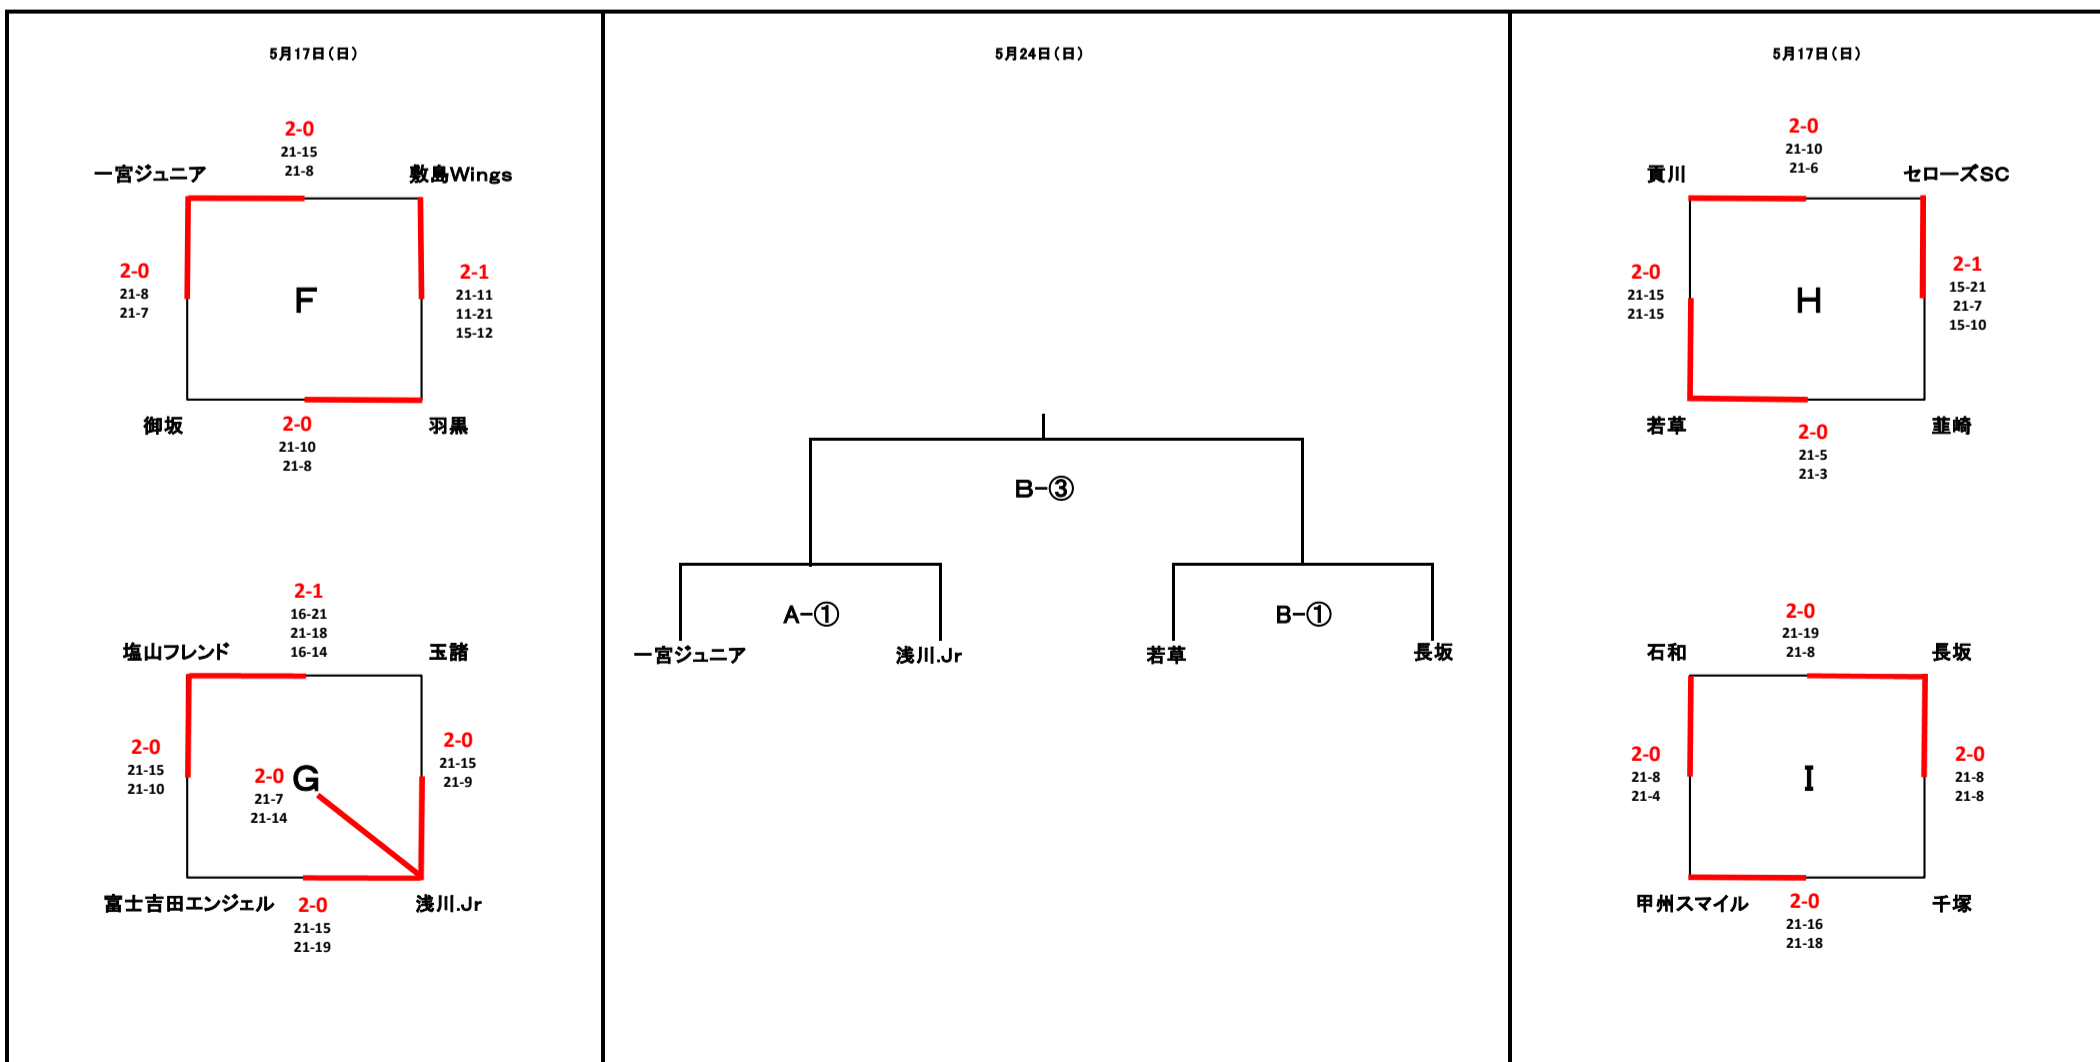 5月17日(日)
2-0
21-15
21-8
一宮ジュニア
敷島Wings
2-0
21-8
21-7
F
2-1
21-11
11-21
15-12
御坂
2-0
21-10
21-8
羽黒
2-1
16-21
21-18
16-14
塩山フレンド
玉諸
2-0
21-15
21-10
2-0
21-7
21-14
G
2-0
21-15
21-9
富士吉田エンジェル
2-0
21-15
21-19
浅川.Jr
5月24日(日)
B-③
A-①
B-①
一宮ジュニア
浅川.Jr
若草
長坂
5月17日(日)
2-0
21-10
21-6
貢川
セローズSC
2-0
21-15
21-15
H
2-1
15-21
21-7
15-10
若草
2-0
21-5
21-3
韮崎
2-0
21-19
21-8
石和
長坂
2-0
21-8
21-4
I
2-0
21-8
21-8
甲州スマイル
2-0
21-16
21-18
千塚